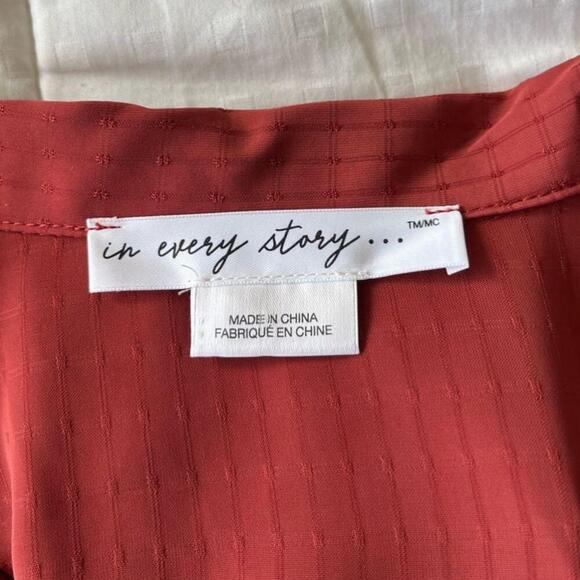 in every story... TM/MC
MADE IN CHINA
FABRIQUÉ EN CHINE